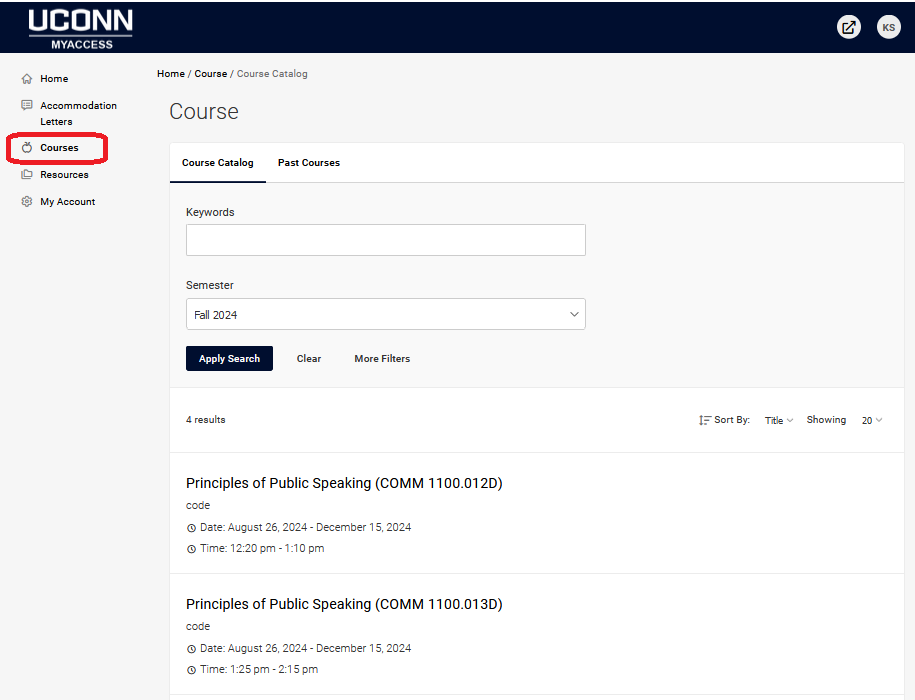 UCONN
MYACCESS
KS
Home
Accommodation
Letters
Courses
Resources
My Account
Home / Course / Course Catalog
Course
Course Catalog Past Courses
Keywords
Semester
Fall 2024
Apply Search Clear More Filters
4 results Sort By: Title Showing 20
Principles of Public Speaking (COMM 1100.012D)
code
Date: August 26, 2024 - December 15, 2024
Time: 12:20 pm - 1:10 pm
Principles of Public Speaking (COMM 1100.013D)
code
Date: August 26, 2024 - December 15, 2024
Time: 1:25 pm - 2:15 pm